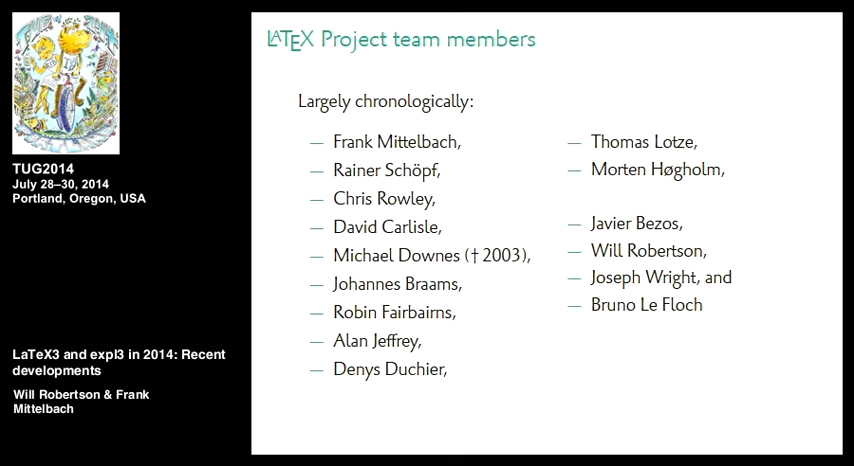 TUG2014
July 28–30, 2014
Portland, Oregon, USA
LaTeX3 and expl3 in 2014: Recent
developments
Will Robertson & Frank
Mittelbach
LATEX Project team members
Largely chronologically:
— Frank Mittelbach,
— Rainer Schöpf,
— Chris Rowley,
— David Carlisle,
— Michael Downes († 2003),
— Johannes Braams,
— Robin Fairbairns,
— Alan Jeffrey,
— Denys Duchier,
— Thomas Lotze,
— Morten Høgholm,
— Javier Bezos,
— Will Robertson,
— Joseph Wright, and
— Bruno Le Floch